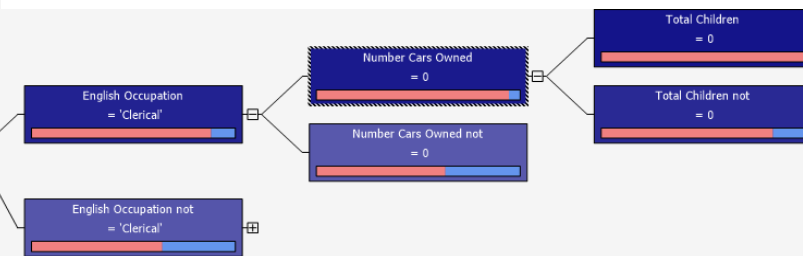 Total Children
= 0
Number Cars Owned
= 0
English Occupation
= 'Clerical'
Total Children not
= 0
Number Cars Owned not
= 0
English Occupation not
= 'Clerical'